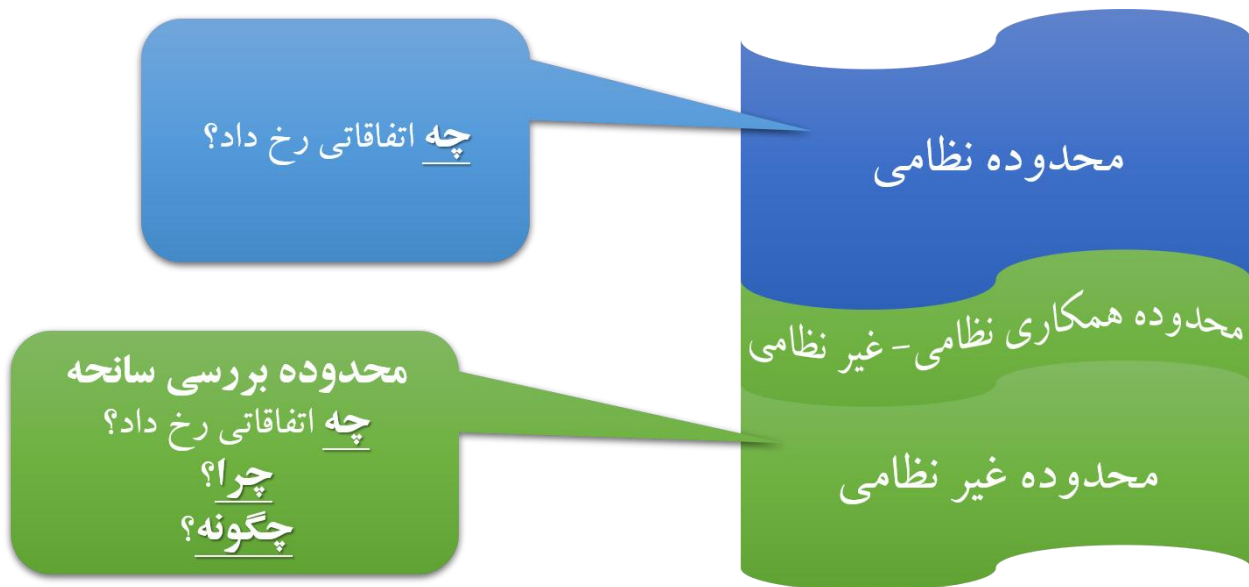 محدوده نظامی
چه اتفاقاتی رخ داد؟
محدوده همکاری نظامی- غیر نظامی
محدوده غیر نظامی
محدوده بررسی سانحه
چه اتفاقاتی رخ داد؟
چرا؟
چگونه؟